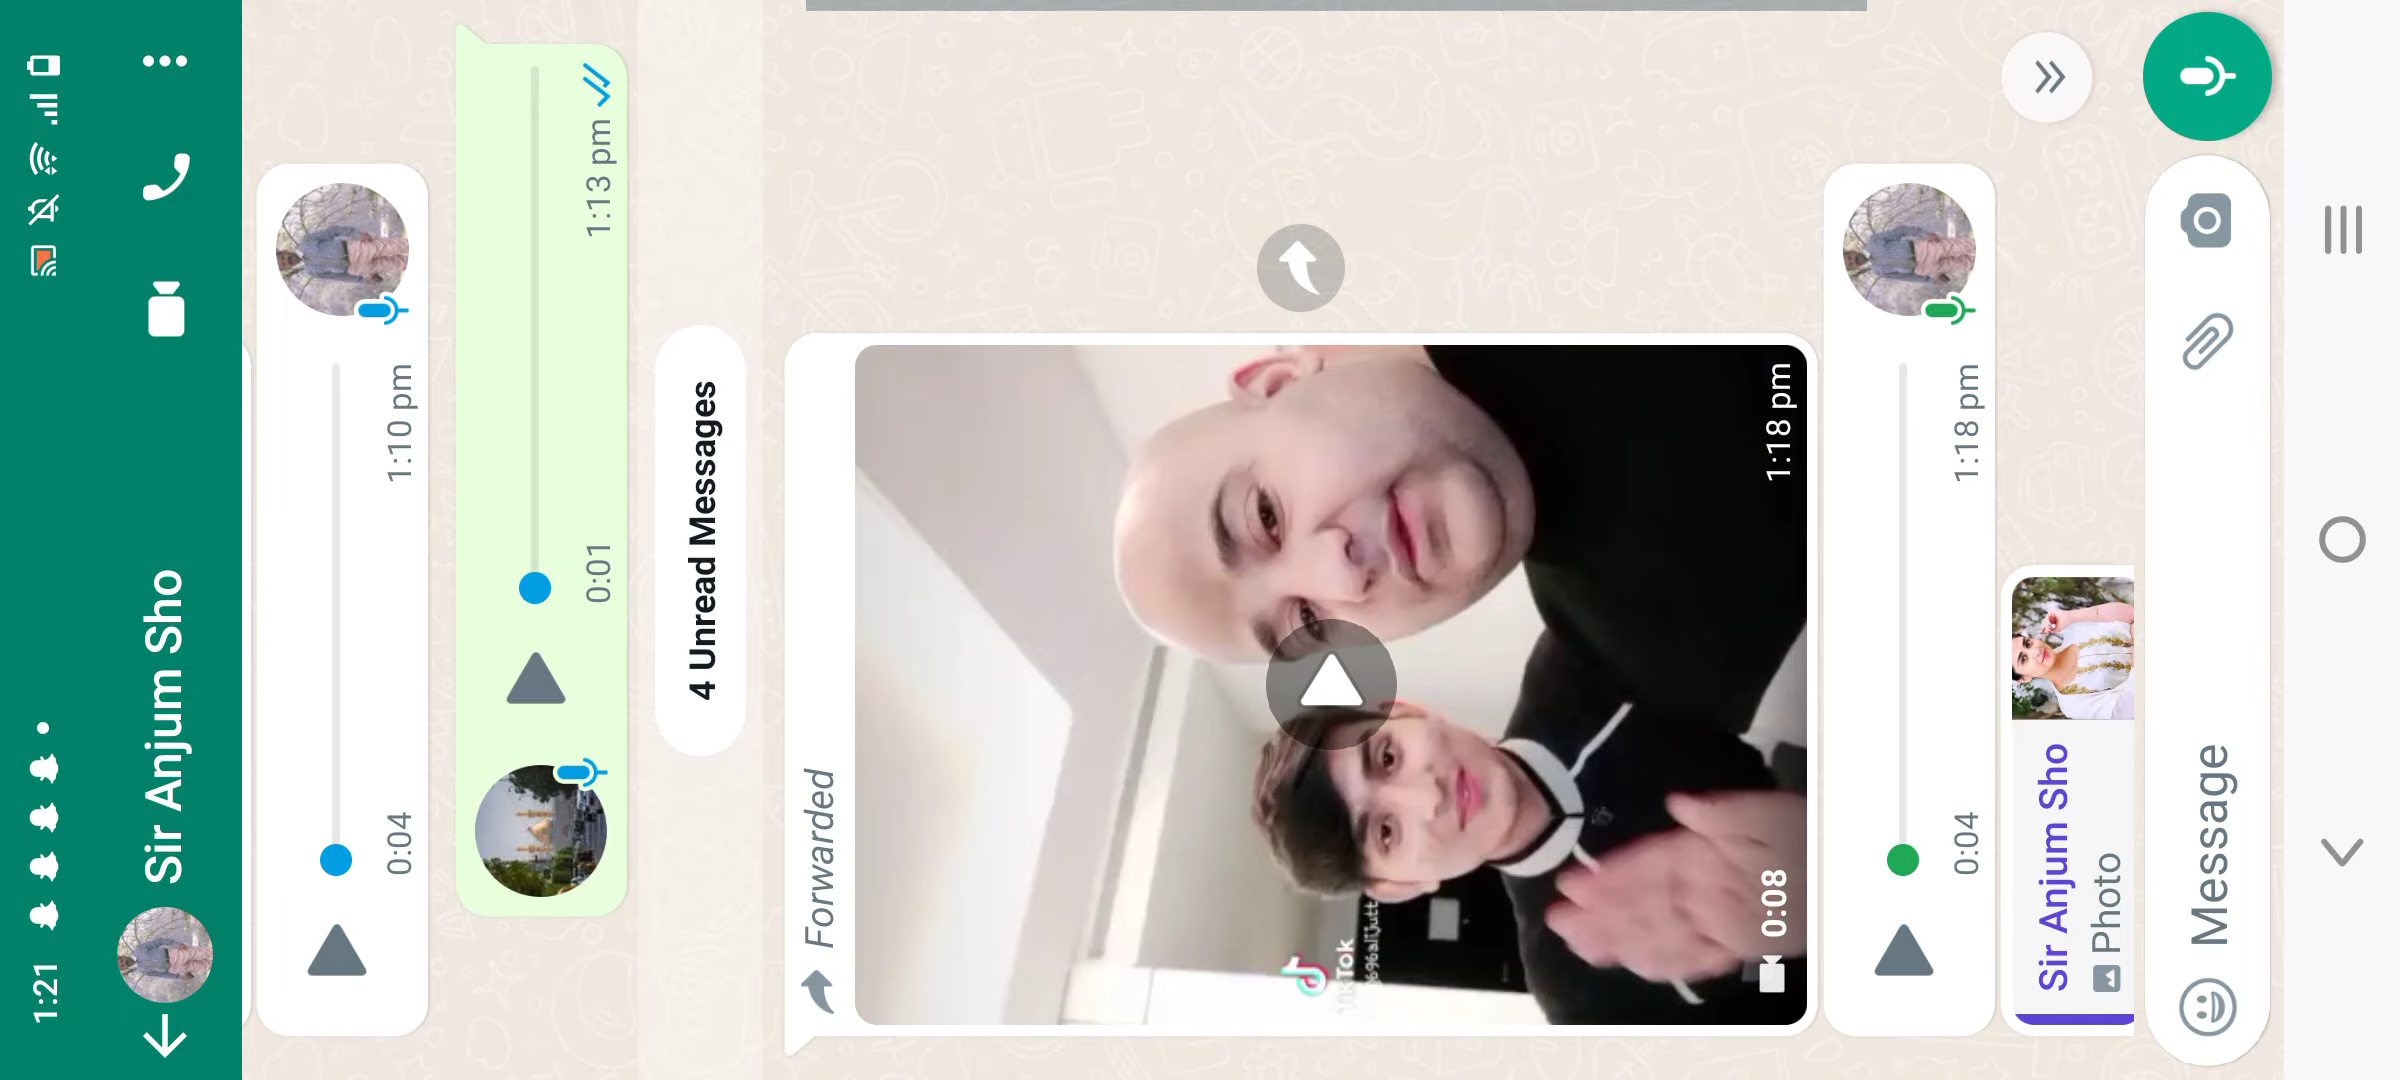 1:21
Sir Anjum Sho
0:04 1:10 pm
0:01 1:13 pm
4 Unread Messages
Forwarded
TikTok
0:08 1:18 pm
0:04 1:18 pm
Sir Anjum Sho
Photo
Message